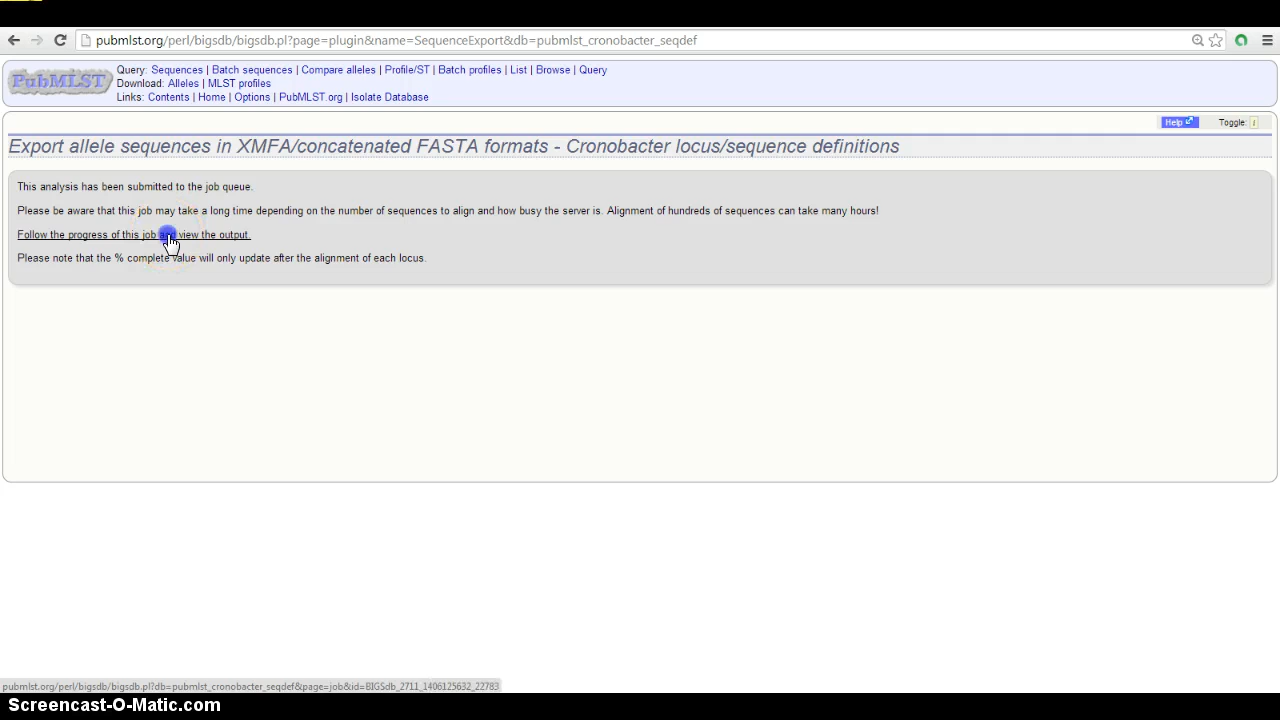 pubmlst.org/perl/bigsdb/bigsdb.pl?page=plugin&name=SequenceExport&db=pubmlst_cronobacter_seqdef
PubMLST
Query: Sequences | Batch sequences | Compare alleles | Profile/ST | Batch profiles | List | Browse | Query
Download: Alleles | MLST profiles
Links: Contents | Home | Options | PubMLST.org | Isolate Database
Help Toggle: i
Export allele sequences in XMFA/concatenated FASTA formats - Cronobacter locus/sequence definitions
This analysis has been submitted to the job queue.
Please be aware that this job may take a long time depending on the number of sequences to align and how busy the server is. Alignment of hundreds of sequences can take many hours!
Follow the progress of this job and view the output.
Please note that the % complete value will only update after the alignment of each locus.
pubmlst.org/perl/bigsdb/bigsdb.pl?db=pubmlst_cronobacter_seqdef&page=job&id=BIGSdb_2711_1406125632_22783
Screencast-O-Matic.com